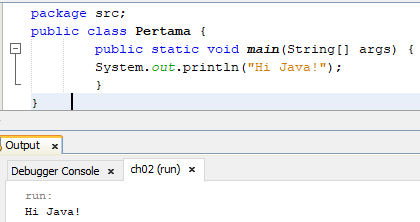 package src;
public class Pertama {
public static void main(String[] args) {
System.out.println("Hi Java!");
}
}
Output ×
Debugger Console × ch02 (run) ×
run:
Hi Java!